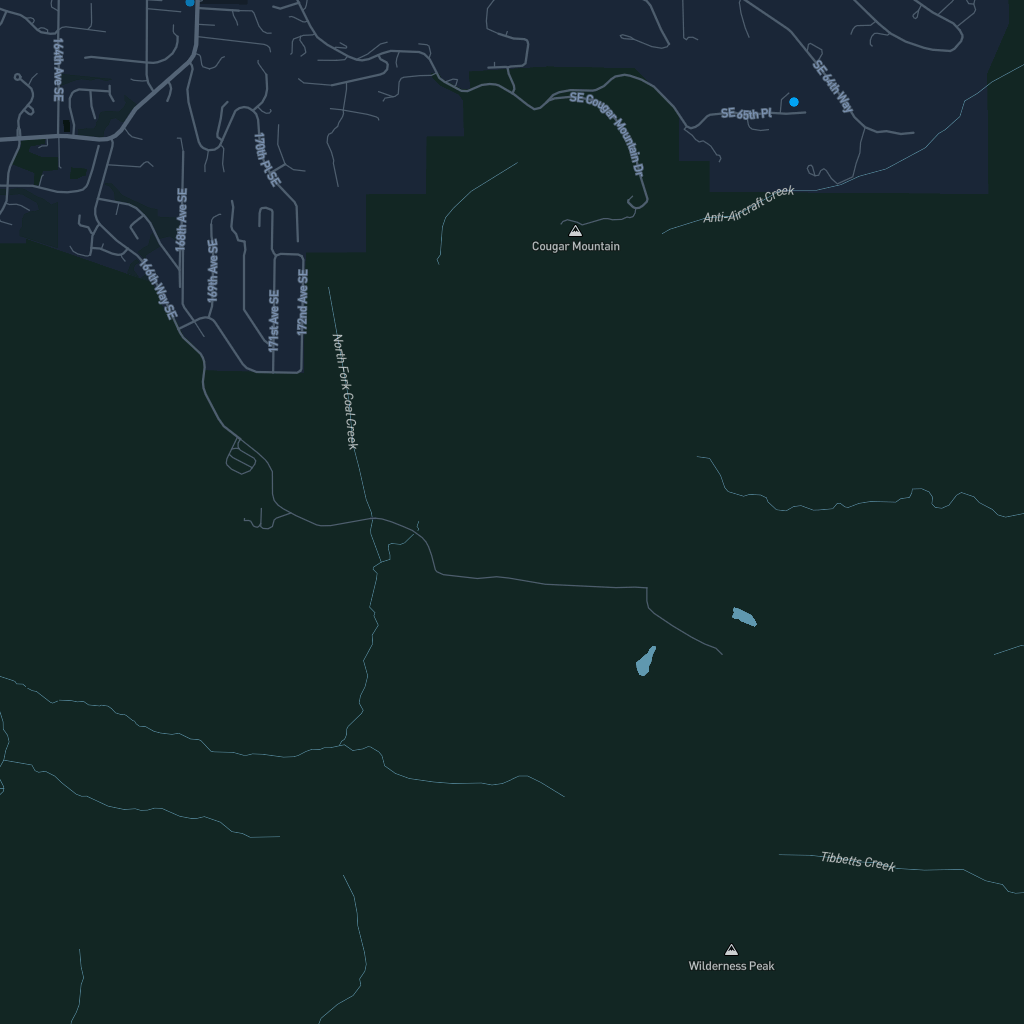 164th Ave SE
SE 64th Way
SE Cougar Mountain Dr
SE 65th Pl
170th Pl SE
168th Ave SE
Anti-Aircraft Creek
Cougar Mountain
169th Ave SE
166th Way SE
172nd Ave SE
171st Ave SE
North Fork Coal Creek
Tibbetts Creek
Wilderness Peak